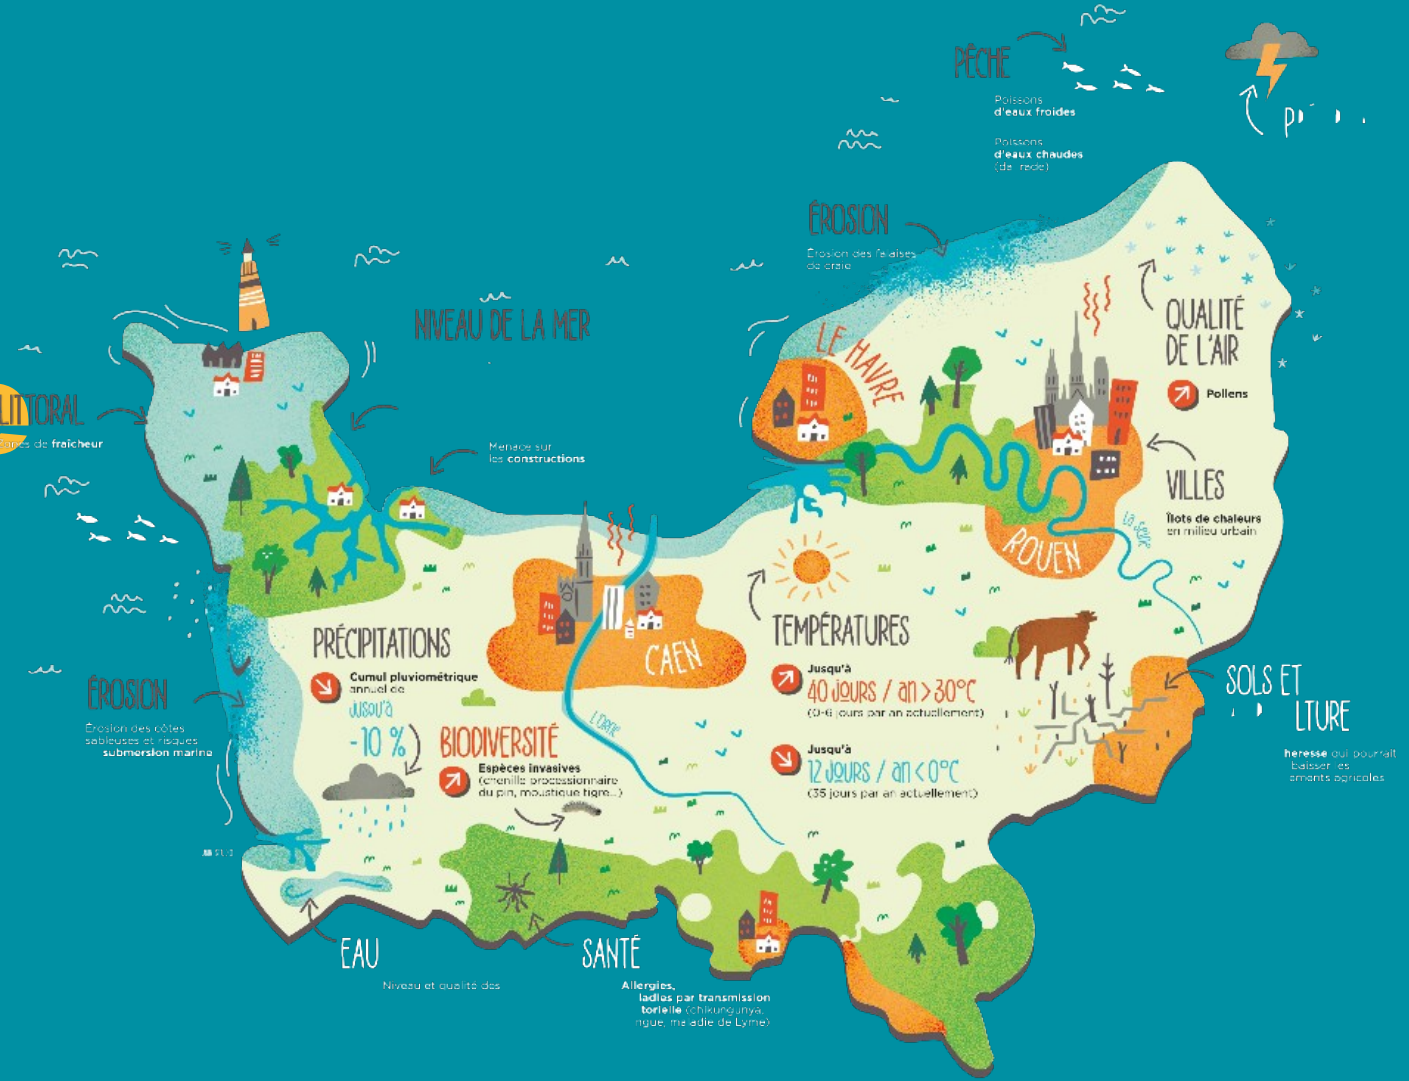 PÊCHE
Poissons
d'eaux froides
Poissons
d'eaux chaudes
ÉROSION
Érosion des falaises
de craie
NIVEAU DE LA MER
LITTORAL
de fraîcheur
Menace sur
les constructions
LE HAVRE
QUALITÉ
DE L'AIR
Pollens
VILLES
Îlots de chaleurs
en milieu urbain
ROUEN
La Seine
CAEN
L'Orne
PRÉCIPITATIONS
Cumul pluviométrique
annuel de
JUSQU'À
-10 %
TEMPÉRATURES
Jusqu'à
40 JOURS / an > 30°C
(0-6 jours par an actuellement)
Jusqu'à
12 JOURS / an < 0°C
(35 jours par an actuellement)
BIODIVERSITÉ
Espèces invasives
(chenille processionnaire
du pin, moustique tigre...)
ÉROSION
Érosion des côtes
sableuses et risques
submersion marine
SOLS ET
LTURE
heresse qui pourrait
baisser les
ements agricoles
EAU
Niveau et qualité des
SANTÉ
Allergies,
ladies par transmission
torielle (chikungunya,
ngue, maladie de Lyme)